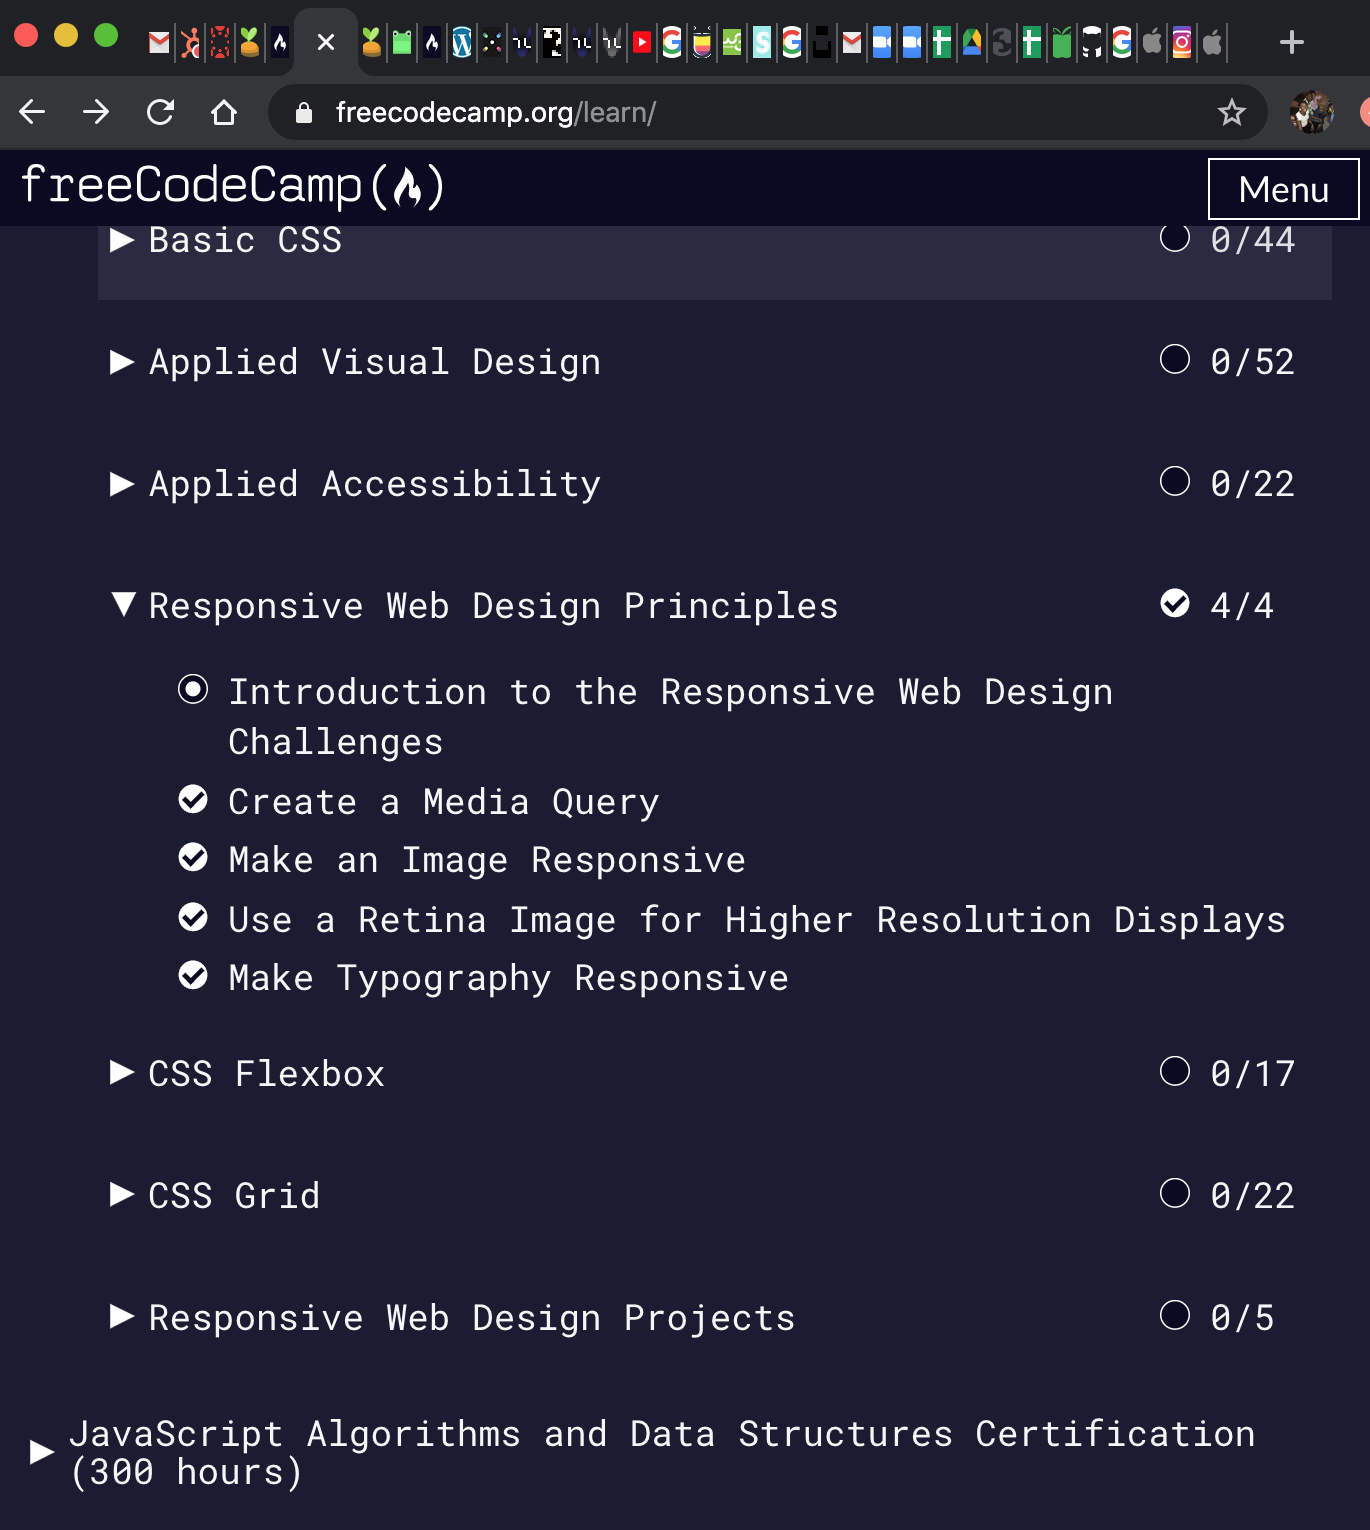 freecodecamp.org/learn/
freeCodeCamp
Menu
Basic CSS 0/44
Applied Visual Design 0/52
Applied Accessibility 0/22
Responsive Web Design Principles 4/4
Introduction to the Responsive Web Design
Challenges
Create a Media Query
Make an Image Responsive
Use a Retina Image for Higher Resolution Displays
Make Typography Responsive
CSS Flexbox 0/17
CSS Grid 0/22
Responsive Web Design Projects 0/5
JavaScript Algorithms and Data Structures Certification
(300 hours)